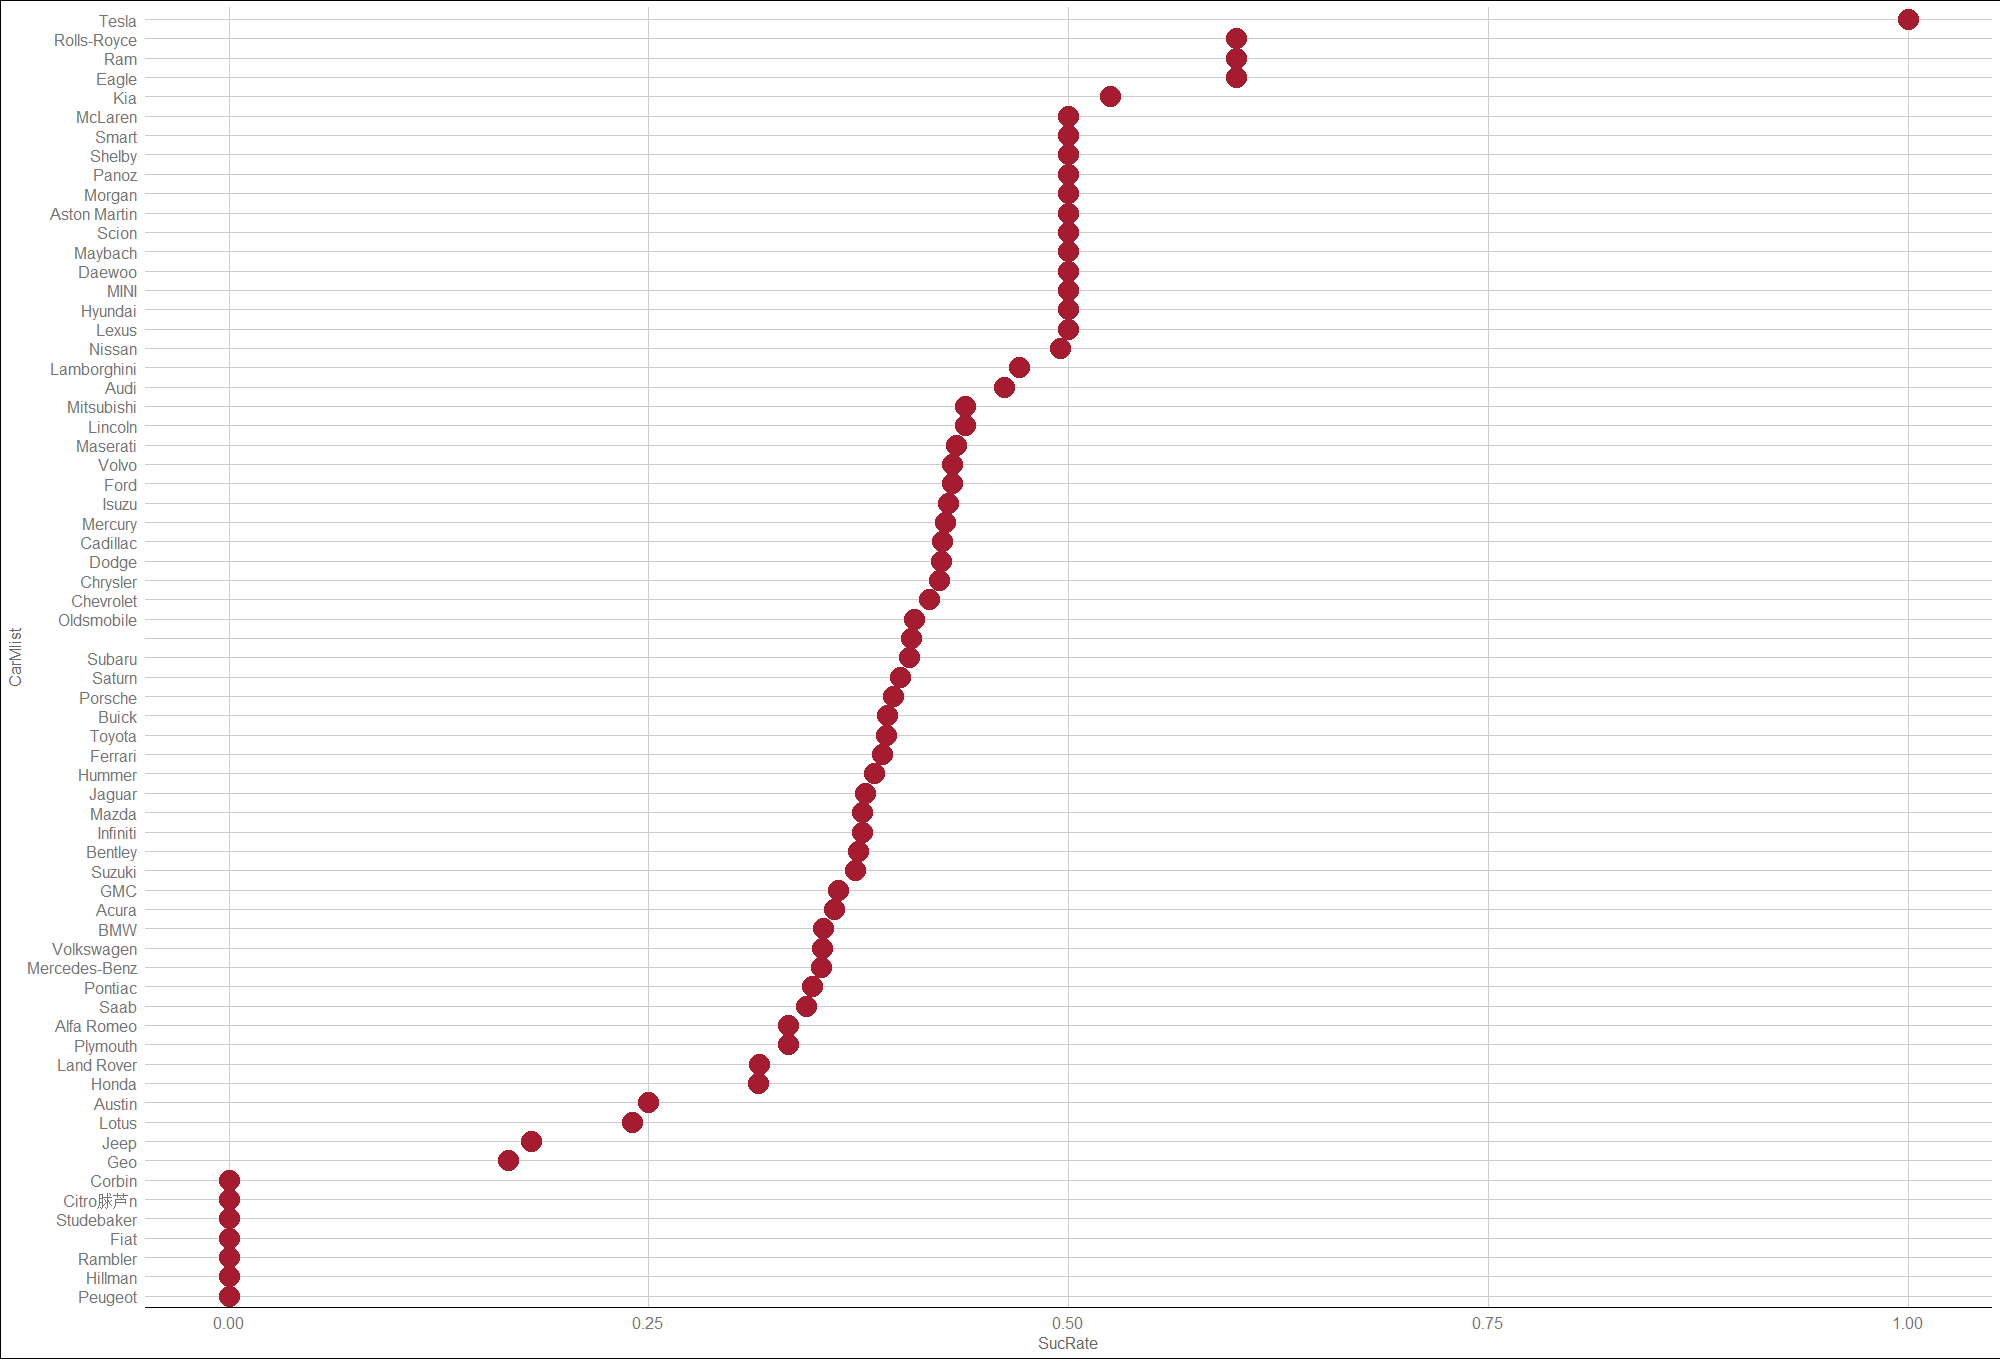 Tesla
Rolls-Royce
Ram
Eagle
Kia
McLaren
Smart
Shelby
Panoz
Morgan
Aston Martin
Scion
Maybach
Daewoo
MINI
Hyundai
Lexus
Nissan
Lamborghini
Audi
Mitsubishi
Lincoln
Maserati
Volvo
Ford
Isuzu
Mercury
Cadillac
Dodge
Chrysler
Chevrolet
Oldsmobile
Subaru
Saturn
Porsche
Buick
Toyota
Ferrari
Hummer
Jaguar
Mazda
Infiniti
Bentley
Suzuki
GMC
Acura
BMW
Volkswagen
Mercedes-Benz
Pontiac
Saab
Alfa Romeo
Plymouth
Land Rover
Honda
Austin
Lotus
Jeep
Geo
Corbin
Citro脙芦n
Studebaker
Fiat
Rambler
Hillman
Peugeot
CarMlist
0.00 0.25 0.50 0.75 1.00
SucRate